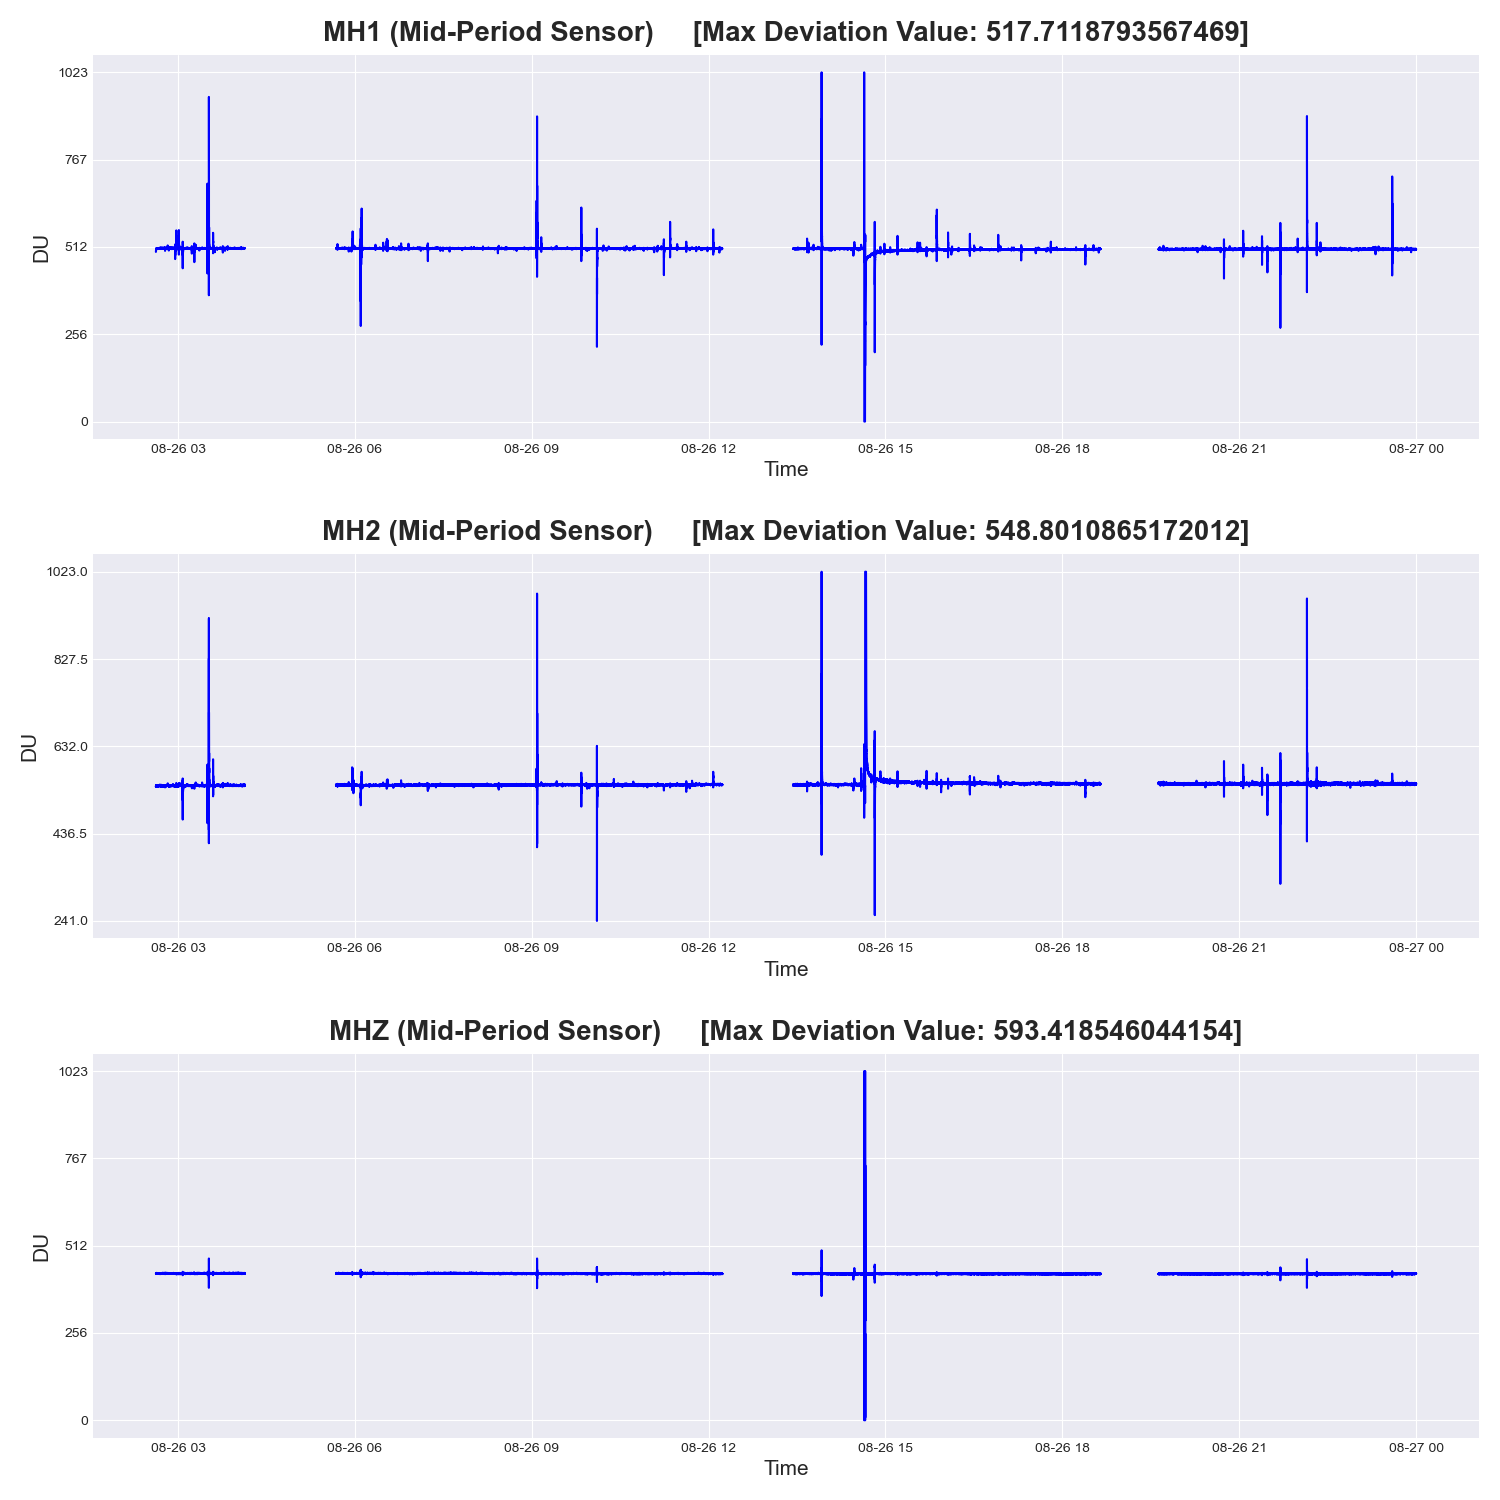 MH1 (Mid-Period Sensor) [Max Deviation Value: 517.7118793567469]
1023
767
512
256
0
DU
08-26 03 08-26 06 08-26 09 08-26 12 08-26 15 08-26 18 08-26 21 08-27 00
Time
MH2 (Mid-Period Sensor) [Max Deviation Value: 548.8010865172012]
1023.0
827.5
632.0
436.5
241.0
DU
08-26 03 08-26 06 08-26 09 08-26 12 08-26 15 08-26 18 08-26 21 08-27 00
Time
MHZ (Mid-Period Sensor) [Max Deviation Value: 593.418546044154]
1023
767
512
256
0
DU
08-26 03 08-26 06 08-26 09 08-26 12 08-26 15 08-26 18 08-26 21 08-27 00
Time